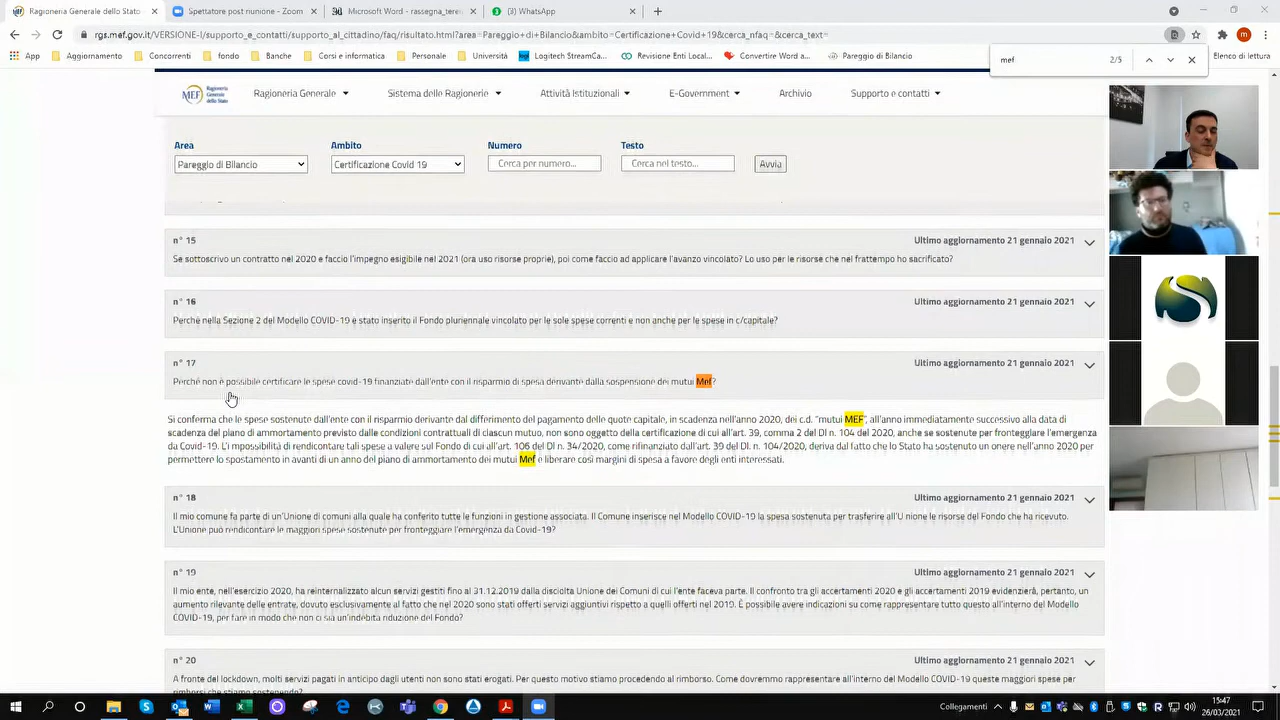 Ragioneria Generale dello Stato
Spettatore post riunione - Zoom
Microsoft Word - rassegna_tere
(3) WhatsApp
rgs.mef.gov.it/VERSIONE-I/supporto_e_contatti/supporto_al_cittadino/faq/risultato.html?area=Pareggio+di+Bilancio&ambito=Certificazione+Covid+19&cerca_nfaq=&cerca_text=
App
Aggiornamento
Concorrenti
fondo
Banche
Corsi e informatica
Personale
Università
Logitech StreamCa...
Revisione Enti Local...
Convertire Word a...
Pareggio di Bilancio
Elenco di lettura
mef
2/5
MEF
Ragioneria
Generale
dello Stato
Ragioneria Generale
Sistema delle Ragionerie
Attività Istituzionali
E-Government
Archivio
Supporto e contatti
Area
Ambito
Numero
Testo
Pareggio di Bilancio
Certificazione Covid 19
Cerca per numero...
Cerca nel testo...
Avvia
n° 15
Ultimo aggiornamento 21 gennaio 2021
Se sottoscrivo un contratto nel 2020 e faccio l'impegno esigibile nel 2021 (ora uso risorse proprie), poi come faccio ad applicare l'avanzo vincolato? Lo uso per le risorse che nel frattempo ho sacrificato?
n° 16
Ultimo aggiornamento 21 gennaio 2021
Perchè nella Sezione 2 del Modello COVID-19 è stato inserito il Fondo pluriennale vincolato per le sole spese correnti e non anche per le spese in c/capitale?
n° 17
Ultimo aggiornamento 21 gennaio 2021
Perché non è possibile certificare le spese covid-19 finanziate dall'ente con il risparmio di spesa derivante dalla sospensione dei mutui Mef?
Si conferma che le spese sostenute dall'ente con il risparmio derivante dal differimento del pagamento delle quote capitale, in scadenza nell'anno 2020, dei c.d. "mutui MEF", all'anno immediatamente successivo alla data di
scadenza del piano di ammortamento previsto dalle condizioni contrattuali di ciascun mutuo, non sono oggetto della certificazione di cui all'art. 39, comma 2 del Dl n. 104 del 2020, anche se sostenute per fronteggiare l'emergenza
da Covid-19. L'impossibilità di rendicontare tali spese a valere sul Fondo di cui all'art. 106 del Dl n. 34/2020, come rifinanziato dall'art. 39 del Dl n. 104/2020, deriva dal fatto che lo Stato ha sostenuto un onere nell'anno 2020 per
permettere lo spostamento in avanti di un anno del piano di ammortamento dei mutui Mef e liberare così margini di spesa a favore degli enti interessati.
n° 18
Ultimo aggiornamento 21 gennaio 2021
Il mio comune fa parte di un'Unione di comuni alla quale ha conferito tutte le funzioni in gestione associata. Il Comune inserisce nel Modello COVID-19 la spesa sostenuta per trasferire all'U nione le risorse del Fondo che ha ricevuto.
L'Unione può rendicontare le maggiori spese sostenute per fronteggiare l'emergenza da Covid-19?
n° 19
Ultimo aggiornamento 21 gennaio 2021
Il mio ente, nell'esercizio 2020, ha reinternalizzato alcun servizi gestiti fino al 31.12.2019 dalla disciolta Unione dei Comuni di cui l'ente faceva parte. Il confronto tra gli accertamenti 2020 e gli accertamenti 2019 evidenzierà, pertanto, un
aumento rilevante delle entrate, dovuto esclusivamente al fatto che nel 2020 sono stati offerti servizi aggiuntivi rispetto a quelli offerti nel 2019. È possibile avere indicazioni su come rappresentare tutto questo all'interno del Modello
COVID-19, per fare in modo che non ci sia un'indebita riduzione del Fondo?
n° 20
Ultimo aggiornamento 21 gennaio 2021
A fronte del lockdown, molti servizi pagati in anticipo dagli utenti non sono stati erogati. Per questo motivo stiamo procedendo al rimborso. Come dovremmo rappresentare all'interno del Modello COVID-19 queste maggiori spese per
rimborsi che stiamo sostenendo?
Collegamenti
15:47
26/03/2021